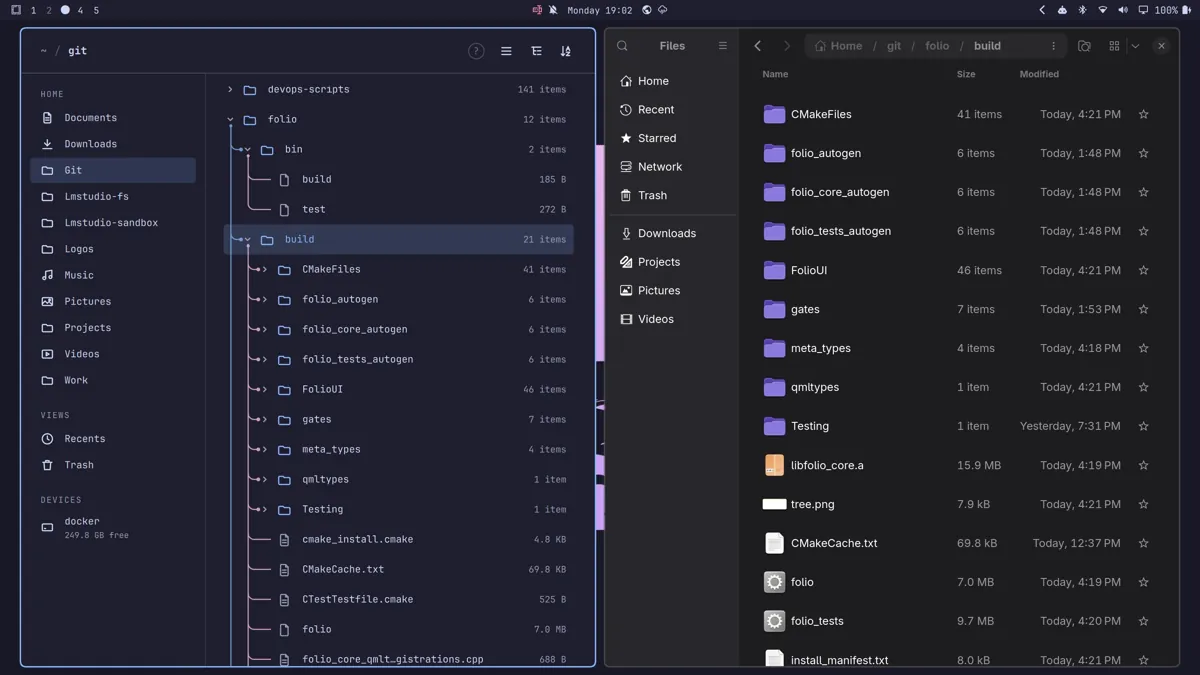 1 2 4 5
Monday 19:02
100%
~ / git
?
HOME
Documents
Downloads
Git
Lmstudio-fs
Lmstudio-sandbox
Logos
Music
Pictures
Projects
Videos
Work
VIEWS
Recents
Trash
DEVICES
docker
249.8 GB free
devops-scripts 141 items
folio 12 items
bin 2 items
build 185 B
test 272 B
build 21 items
CMakeFiles 41 items
folio_autogen 6 items
folio_core_autogen 6 items
folio_tests_autogen 6 items
FolioUI 46 items
gates 7 items
meta_types 4 items
qmltypes 1 item
Testing 1 item
cmake_install.cmake 4.8 KB
CMakeCache.txt 69.8 KB
CTestTestfile.cmake 525 B
folio 7.0 MB
folio_core_qmlt…gistrations.cpp 688 B
Files
Home
Recent
Starred
Network
Trash
Downloads
Projects
Pictures
Videos
Home / git / folio / build
Name Size Modified
CMakeFiles 41 items Today, 4:21 PM
folio_autogen 6 items Today, 1:48 PM
folio_core_autogen 6 items Today, 1:48 PM
folio_tests_autogen 6 items Today, 1:48 PM
FolioUI 46 items Today, 4:21 PM
gates 7 items Today, 1:53 PM
meta_types 4 items Today, 4:18 PM
qmltypes 1 item Today, 4:21 PM
Testing 1 item Yesterday, 7:31 PM
libfolio_core.a 15.9 MB Today, 4:19 PM
tree.png 7.9 kB Today, 4:21 PM
CMakeCache.txt 69.8 kB Today, 12:37 PM
folio 7.0 MB Today, 4:19 PM
folio_tests 9.7 MB Today, 4:20 PM
install_manifest.txt 8.0 kB Today, 4:21 PM